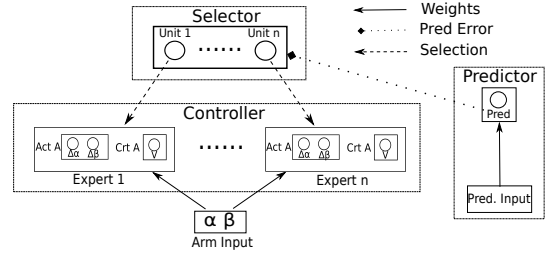 Selector
Unit 1
Unit n
Weights
Pred Error
Selection
Predictor
Pred
Pred. Input
Controller
Act A
Δα Δβ
Crt A
V
Expert 1
Act A
Δα Δβ
Crt A
V
Expert n
α β
Arm Input